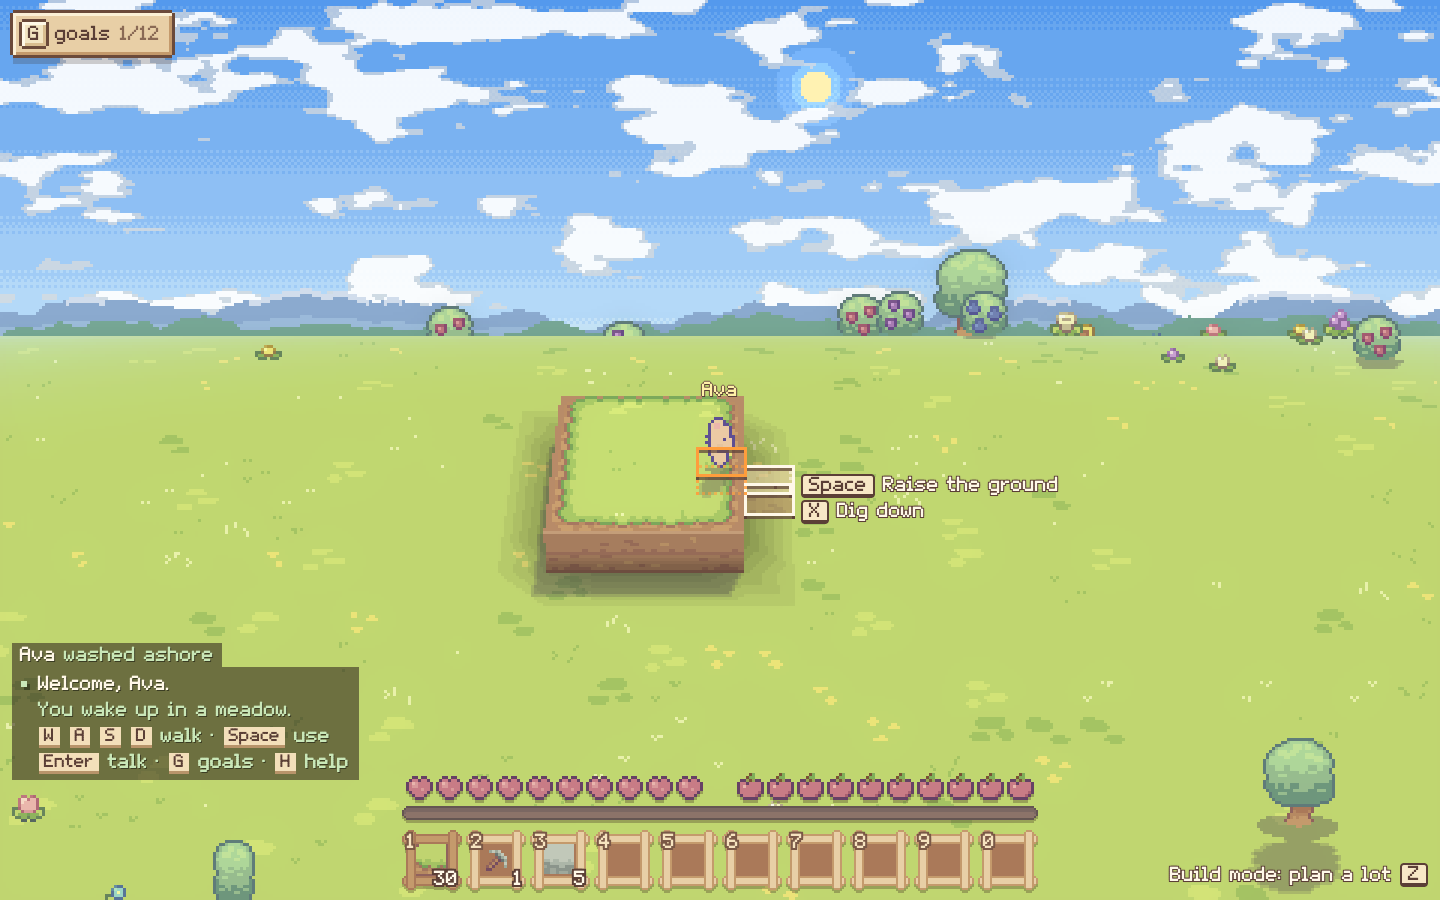 G goals 1/12
Ava
Space Raise the ground
X Dig down
Ava washed ashore
Welcome, Ava.
You wake up in a meadow.
W A S D walk · Space use
Enter talk · G goals · H help
1 2 3 4 5 6 7 8 9 0
30 1 5
Build mode: plan a lot Z